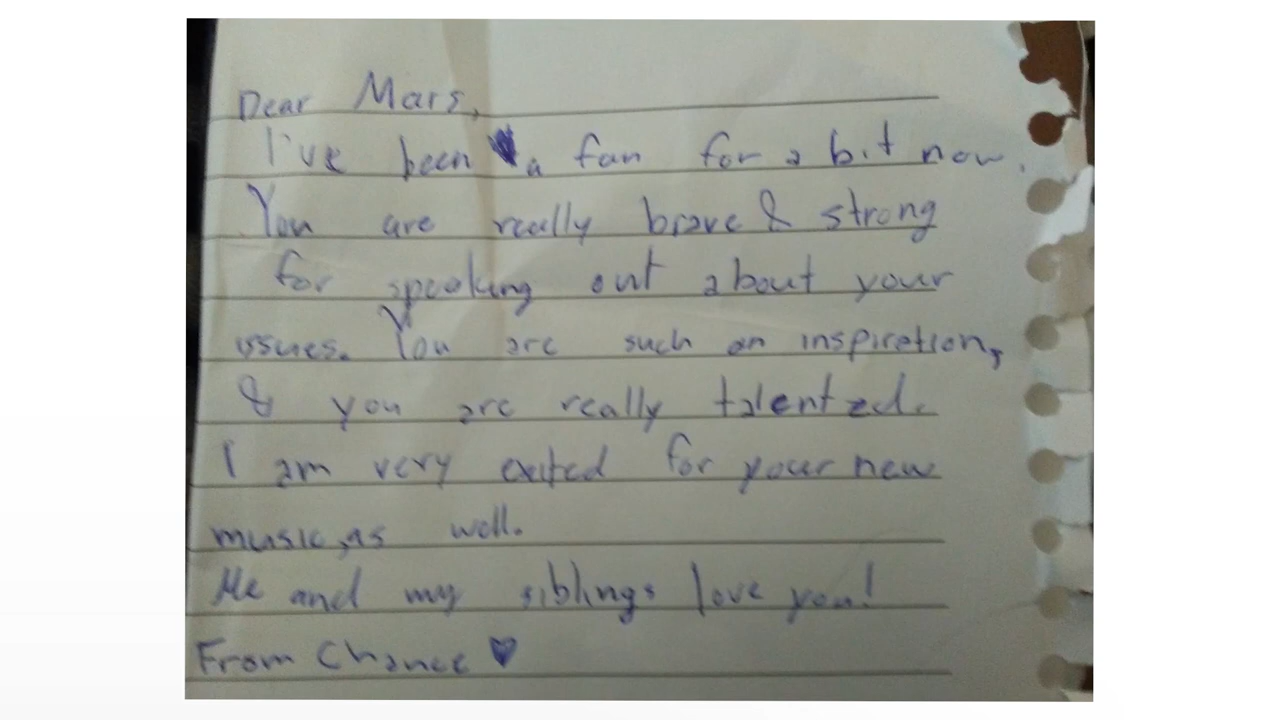 Dear Mars,
I've been a fan for a bit now.
You are really brave & strong
for speaking out about your
issues. You are such an inspiration,
& you are really talented.
I am very exited for your new
music, as well.
Me and my siblings love you!
From Chance ♥